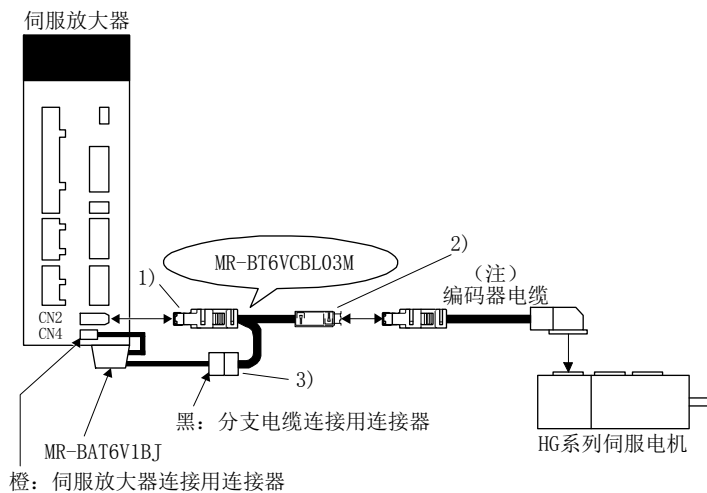 伺服放大器
MR-BT6VCBL03M
1)
2)
（注）
编码器电缆
CN2
CN4
3)
黑：分支电缆连接用连接器
MR-BAT6V1BJ
HG系列伺服电机
橙：伺服放大器连接用连接器